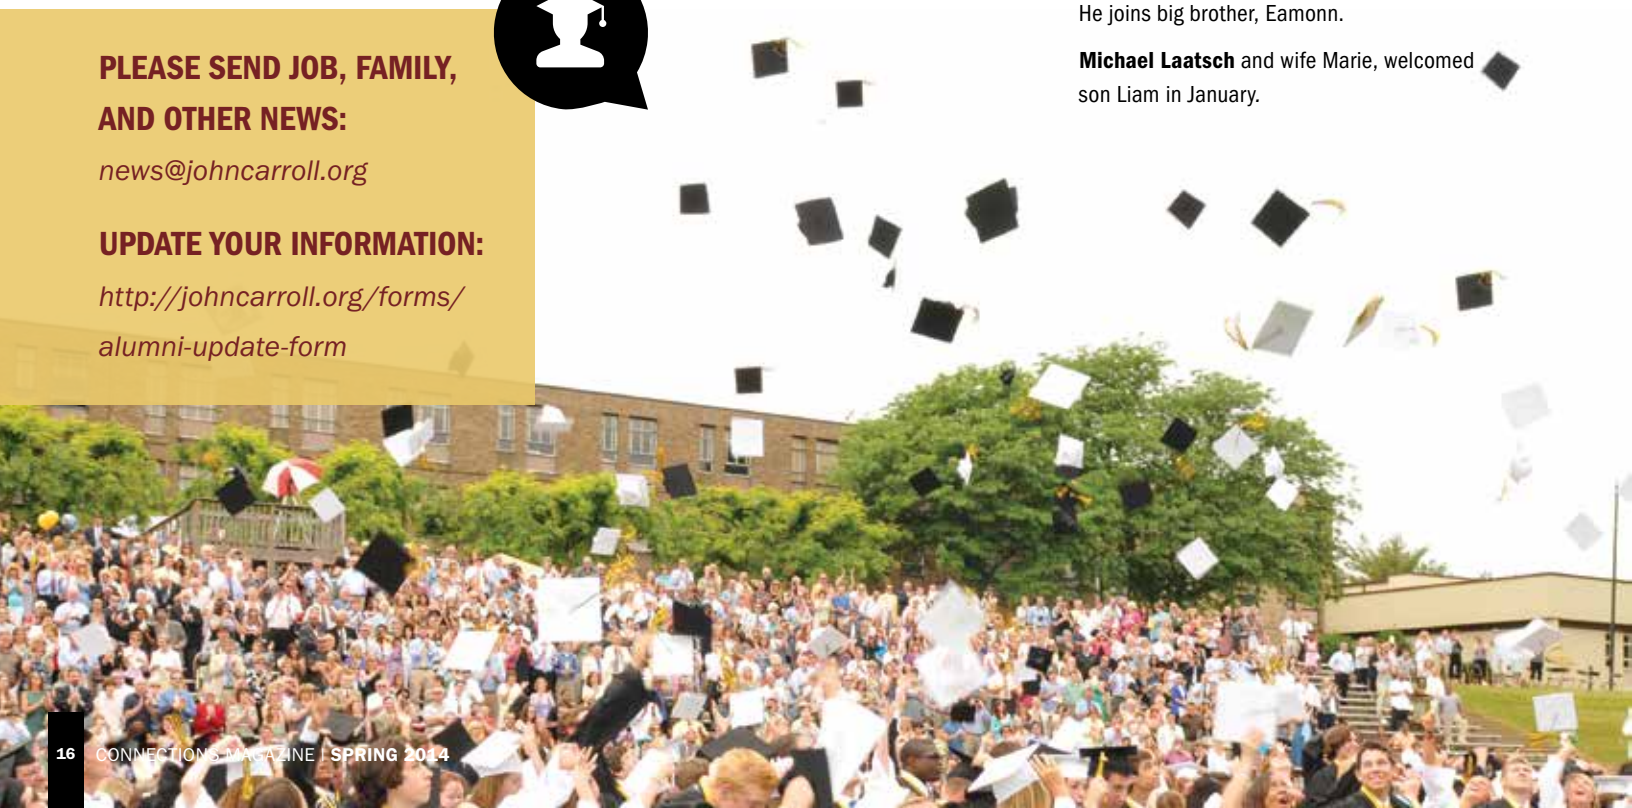 PLEASE SEND JOB, FAMILY,
AND OTHER NEWS:
news@johncarroll.org
UPDATE YOUR INFORMATION:
http://johncarroll.org/forms/
alumni-update-form
He joins big brother, Eamonn.
Michael Laatsch and wife Marie, welcomed
son Liam in January.
16 CONNECTIONS MAGAZINE | SPRING 2014